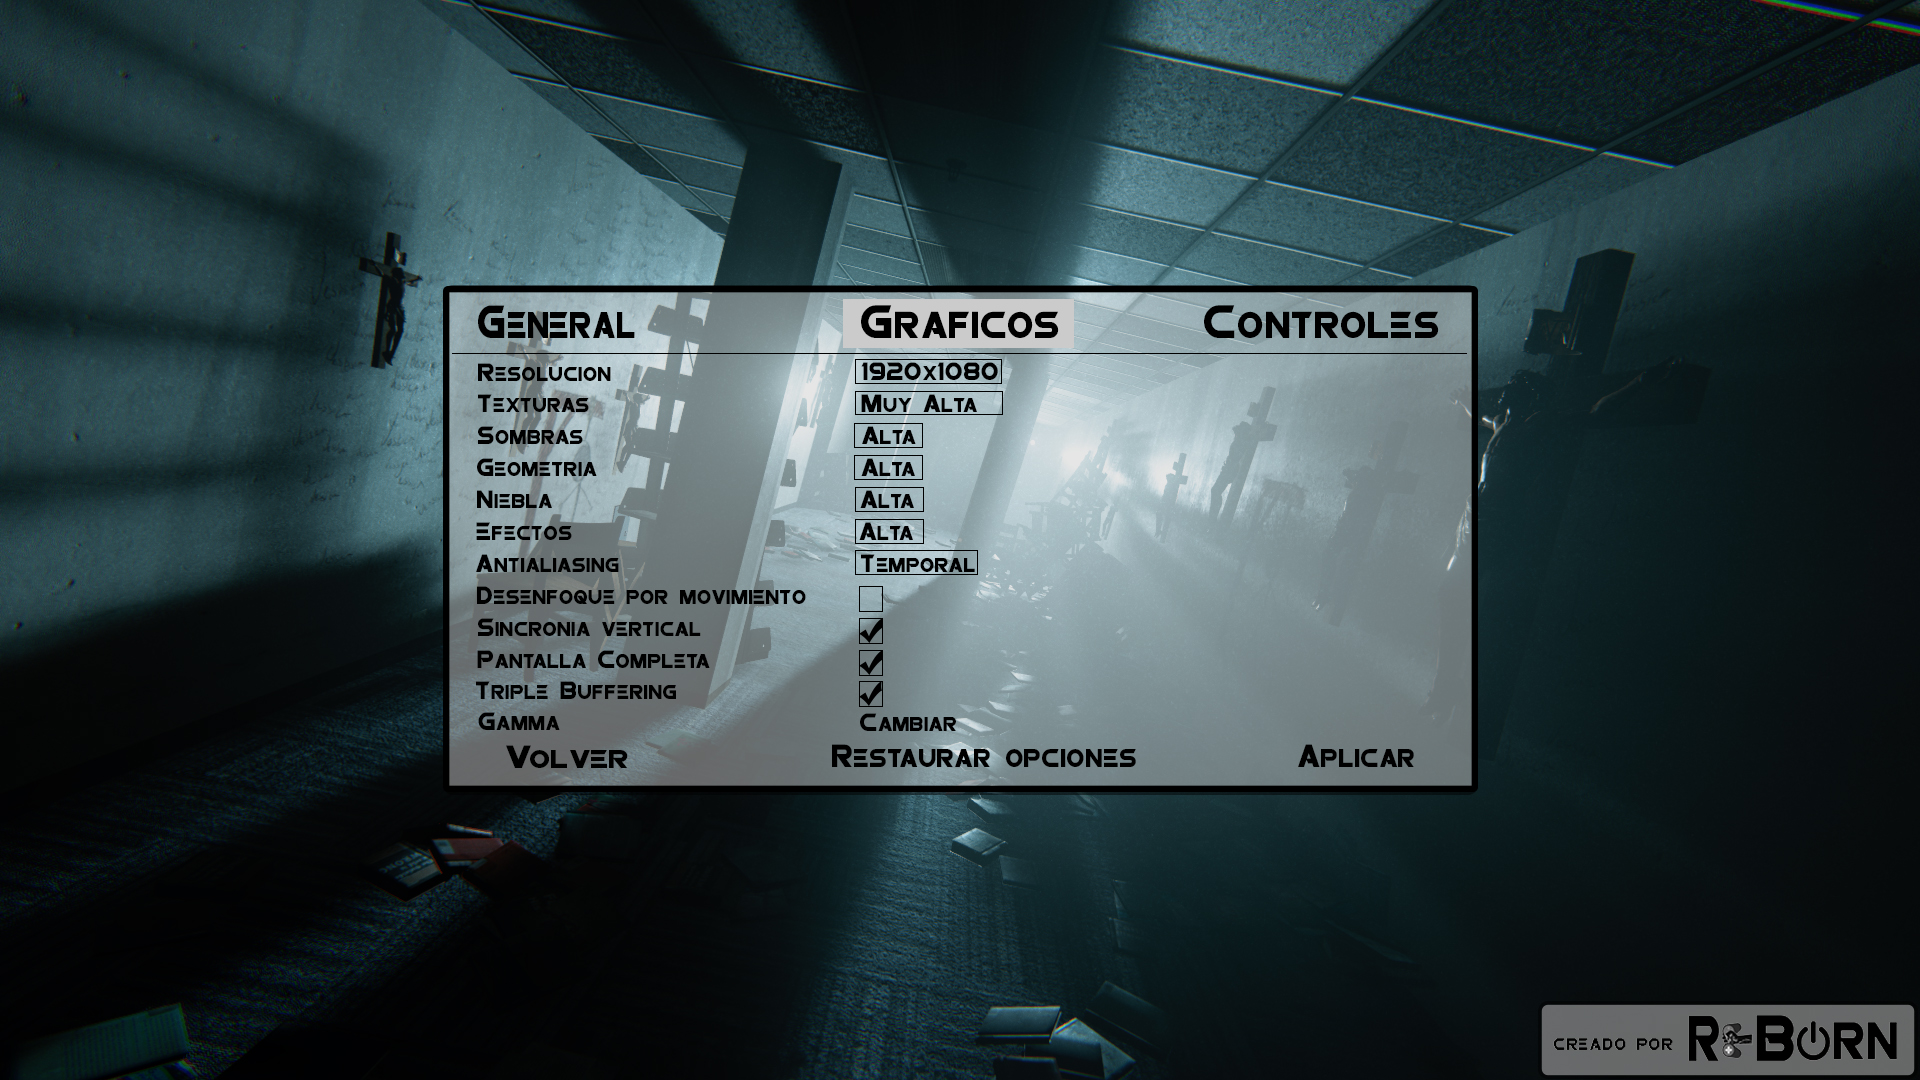 General Graficos Controles
Resolucion 1920x1080
Texturas Muy Alta
Sombras Alta
Geometria Alta
Niebla Alta
Efectos Alta
Antialiasing Temporal
Desenfoque por movimiento
Sincronia vertical
Pantalla Completa
Triple Buffering
Gamma Cambiar
Volver Restaurar opciones Aplicar
creado por ReBorn